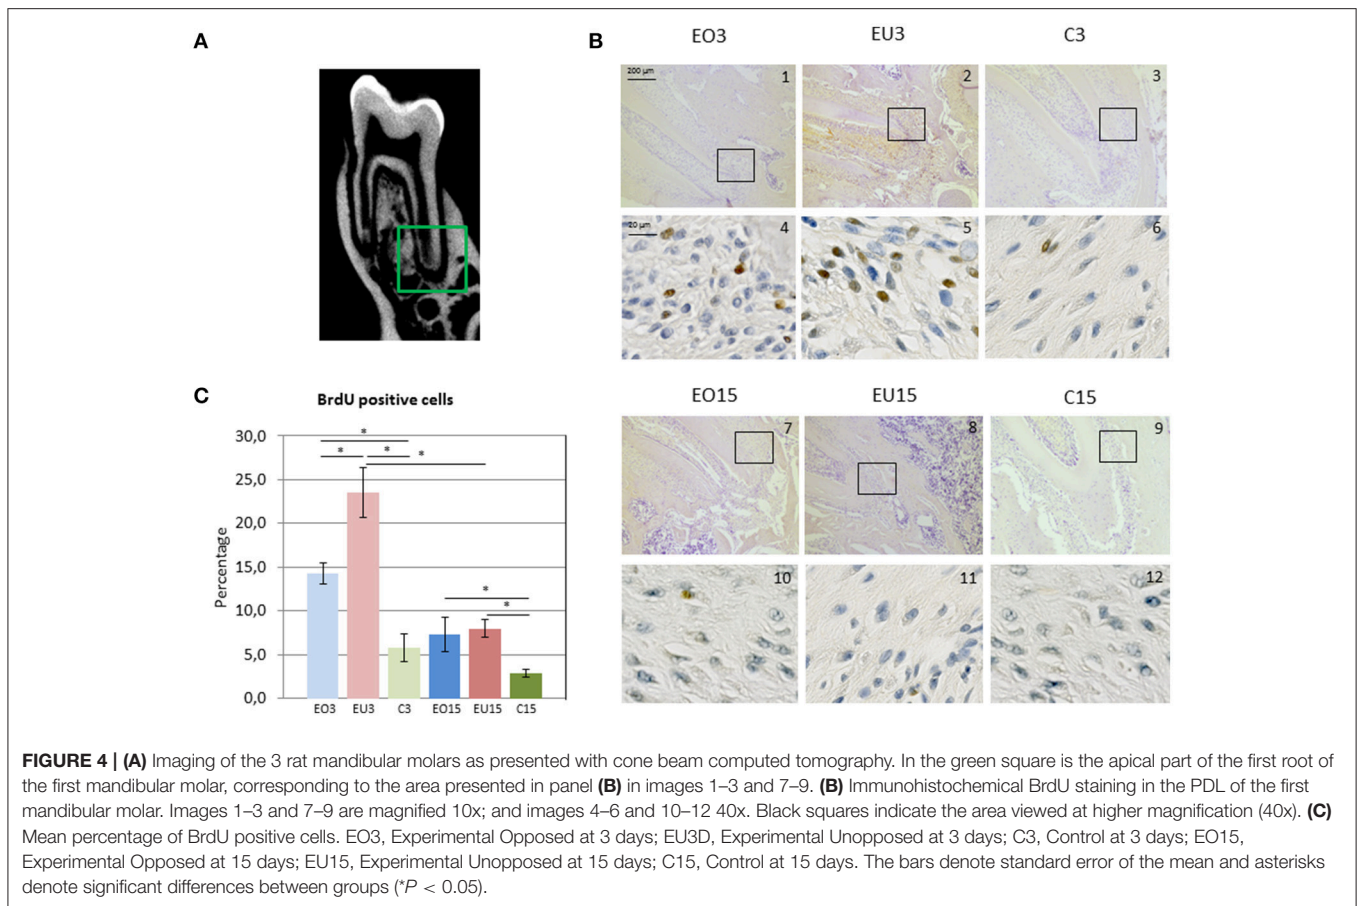 A
B
EO3
EU3
C3
200 µm
1
2
3
20 µm
4
5
6
C
BrdU positive cells
30,0
25,0
20,0
15,0
10,0
5,0
0,0
Percentage
*
*
*
*
*
*
EO3
EU3
C3
EO15
EU15
C15
EO15
EU15
C15
7
8
9
10
11
12
FIGURE 4 | (A) Imaging of the 3 rat mandibular molars as presented with cone beam computed tomography. In the green square is the apical part of the first root of
the first mandibular molar, corresponding to the area presented in panel (B) in images 1–3 and 7–9. (B) Immunohistochemical BrdU staining in the PDL of the first
mandibular molar. Images 1–3 and 7–9 are magnified 10x; and images 4–6 and 10–12 40x. Black squares indicate the area viewed at higher magnification (40x). (C)
Mean percentage of BrdU positive cells. EO3, Experimental Opposed at 3 days; EU3D, Experimental Unopposed at 3 days; C3, Control at 3 days; EO15,
Experimental Opposed at 15 days; EU15, Experimental Unopposed at 15 days; C15, Control at 15 days. The bars denote standard error of the mean and asterisks
denote significant differences between groups (*P < 0.05).